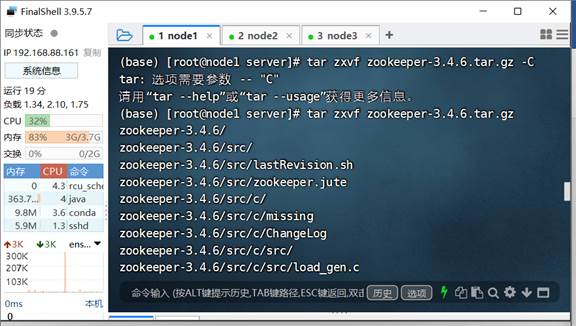 FinalShell 3.9.5.7
同步状态
IP 192.168.88.161 复制
系统信息
运行 19 分
负载 1.34, 2.10, 1.75
CPU 32%
内存 83% 3G/3.7G
交换 0% 0/2G
内存 CPU 命令
0 4.3 rcu_sche
363.7... 4 java
9.8M 3.6 conda
5.9M 1.3 sshd
3K 3K ens...
300K
207K
103K
0ms 本机
0
1 node1 2 node2 3 node3 +
(base) [root@node1 server]# tar zxvf zookeeper-3.4.6.tar.gz -C
tar: 选项需要参数 -- "C"
请用“tar --help”或“tar --usage”获得更多信息。
(base) [root@node1 server]# tar zxvf zookeeper-3.4.6.tar.gz
zookeeper-3.4.6/
zookeeper-3.4.6/src/
zookeeper-3.4.6/src/lastRevision.sh
zookeeper-3.4.6/src/zookeeper.jute
zookeeper-3.4.6/src/c/
zookeeper-3.4.6/src/c/missing
zookeeper-3.4.6/src/c/ChangeLog
zookeeper-3.4.6/src/c/src/
zookeeper-3.4.6/src/c/src/load_gen.c
命令输入 (按ALT键提示历史,TAB键路径,ESC键返回,双击 历史 选项